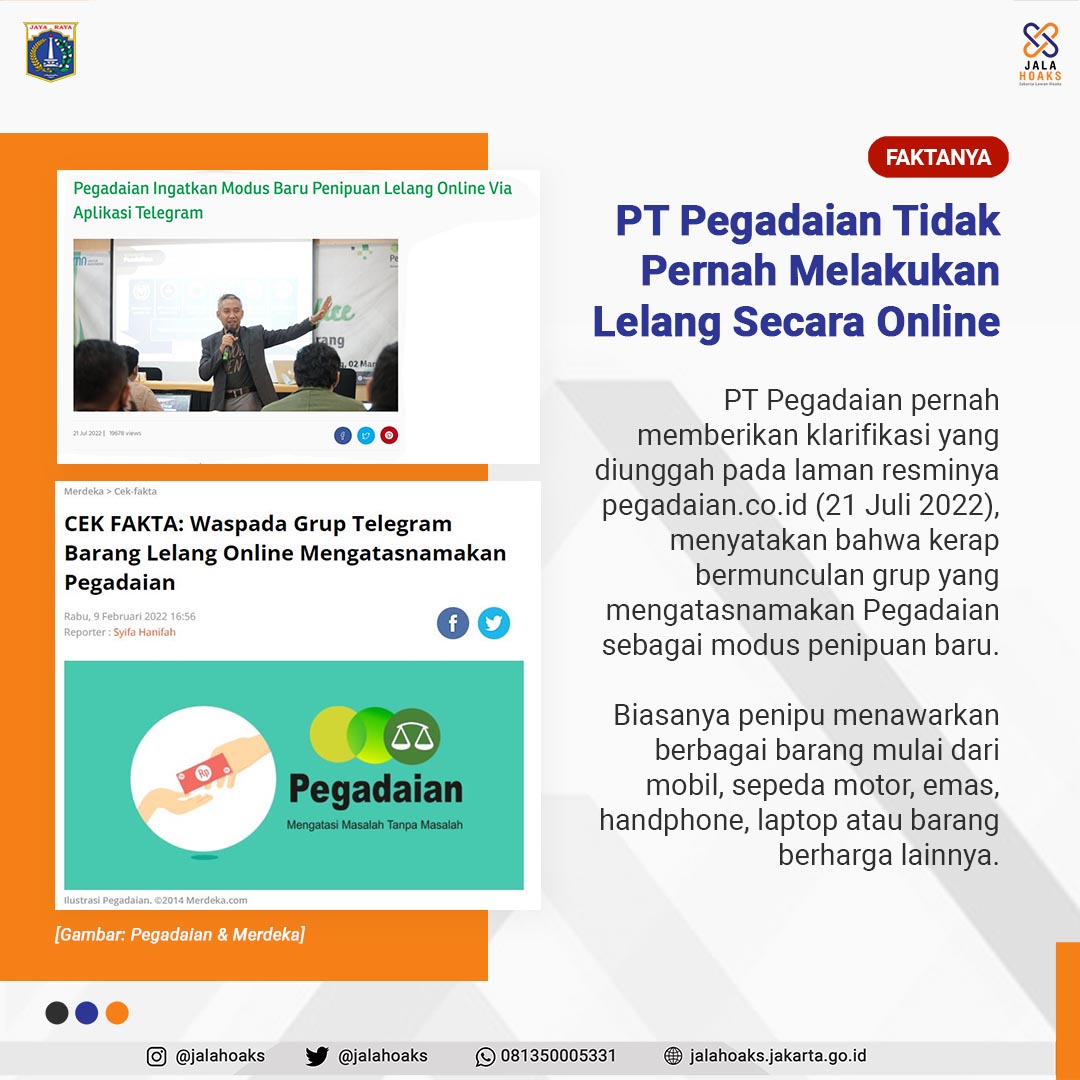 JAYA RAYA
JALA
HOAKS
Jakarta Lawan Hoaks
Pegadaian Ingatkan Modus Baru Penipuan Lelang Online Via
Aplikasi Telegram
21 Jul 2022 | 19678 views
Merdeka > Cek-fakta
CEK FAKTA: Waspada Grup Telegram
Barang Lelang Online Mengatasnamakan
Pegadaian
Rabu, 9 Februari 2022 16:56
Reporter : Syifa Hanifah
Rp
Pegadaian
Mengatasi Masalah Tanpa Masalah
Ilustrasi Pegadaian. ©2014 Merdeka.com
[Gambar: Pegadaian & Merdeka]
FAKTANYA
PT Pegadaian Tidak
Pernah Melakukan
Lelang Secara Online
PT Pegadaian pernah
memberikan klarifikasi yang
diunggah pada laman resminya
pegadaian.co.id (21 Juli 2022),
menyatakan bahwa kerap
bermunculan grup yang
mengatasnamakan Pegadaian
sebagai modus penipuan baru.
Biasanya penipu menawarkan
berbagai barang mulai dari
mobil, sepeda motor, emas,
handphone, laptop atau barang
berharga lainnya.
@jalahoaks
@jalahoaks
081350005331
jalahoaks.jakarta.go.id